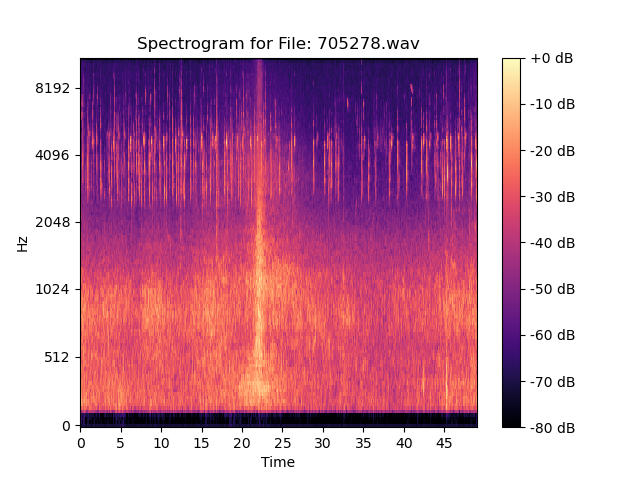 Spectrogram for File: 705278.wav
Hz
8192
4096
2048
1024
512
0
0 5 10 15 20 25 30 35 40 45
Time
+0 dB
-10 dB
-20 dB
-30 dB
-40 dB
-50 dB
-60 dB
-70 dB
-80 dB